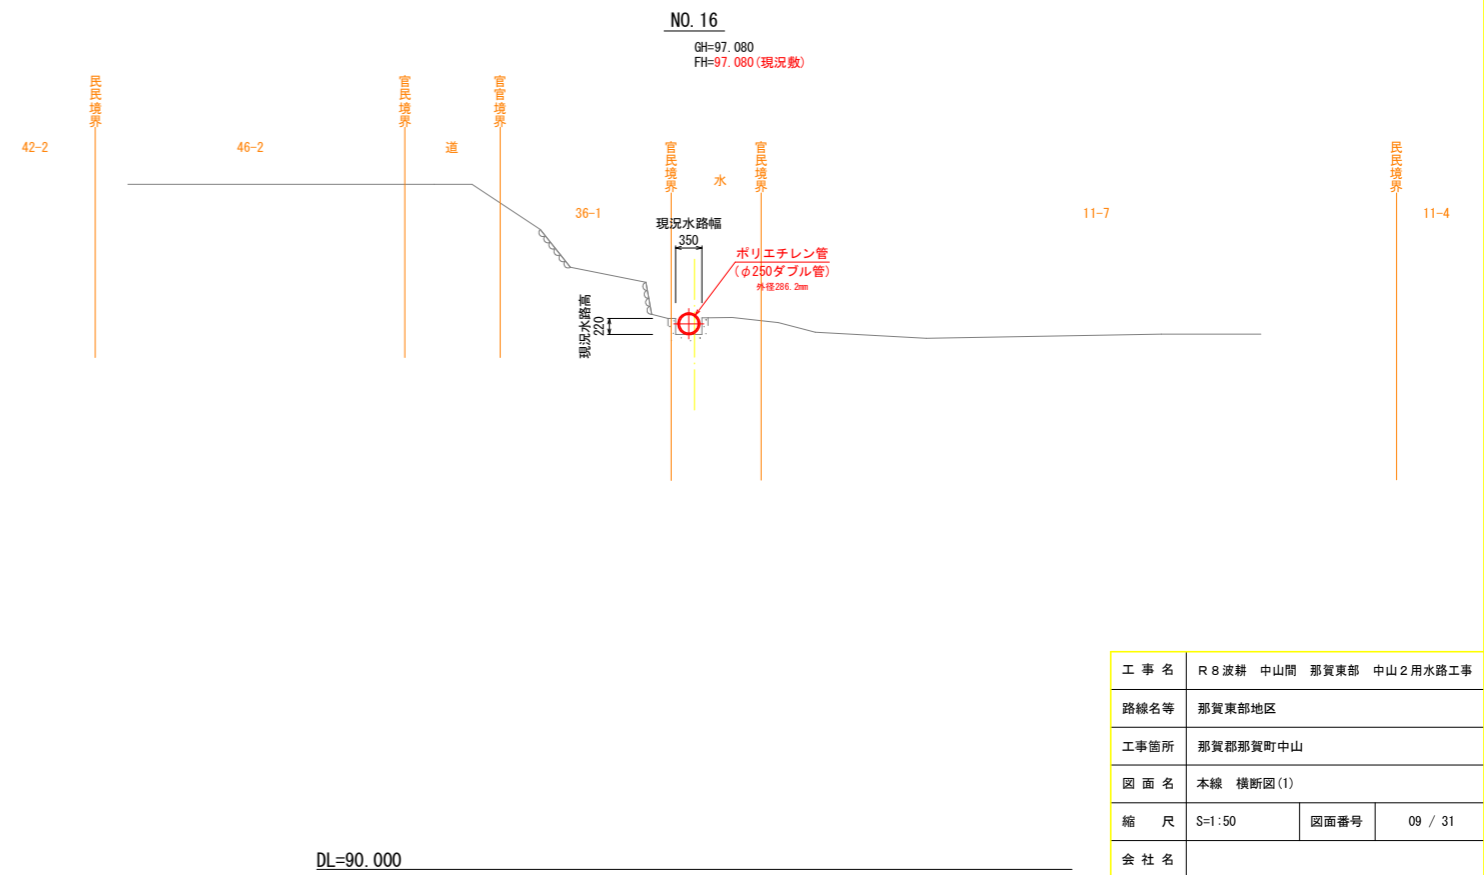 NO.16
GH=97.080
FH=97.080(現況敷)
民民境界
官民境界
官官境界
42-2
46-2
道
官民境界
水
官民境界
民民境界
36-1
11-7
11-4
現況水路幅
350
ポリエチレン管
(φ250ダブル管)
外径286.2mm
現況水路高
220
工事名 R8波耕 中山間 那賀東部 中山2用水路工事
路線名等 那賀東部地区
工事箇所 那賀郡那賀町中山
図面名 本線 横断図(1)
縮尺 S=1:50 図面番号 09 / 31
会社名
DL=90.000